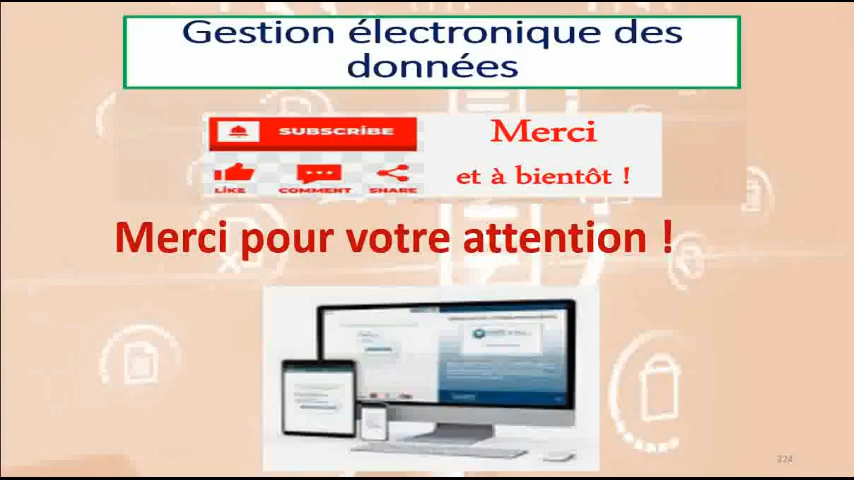 Gestion électronique des
données
SUBSCRIBE
Merci
LIKE COMMENT SHARE
et à bientôt !
Merci pour votre attention !
224